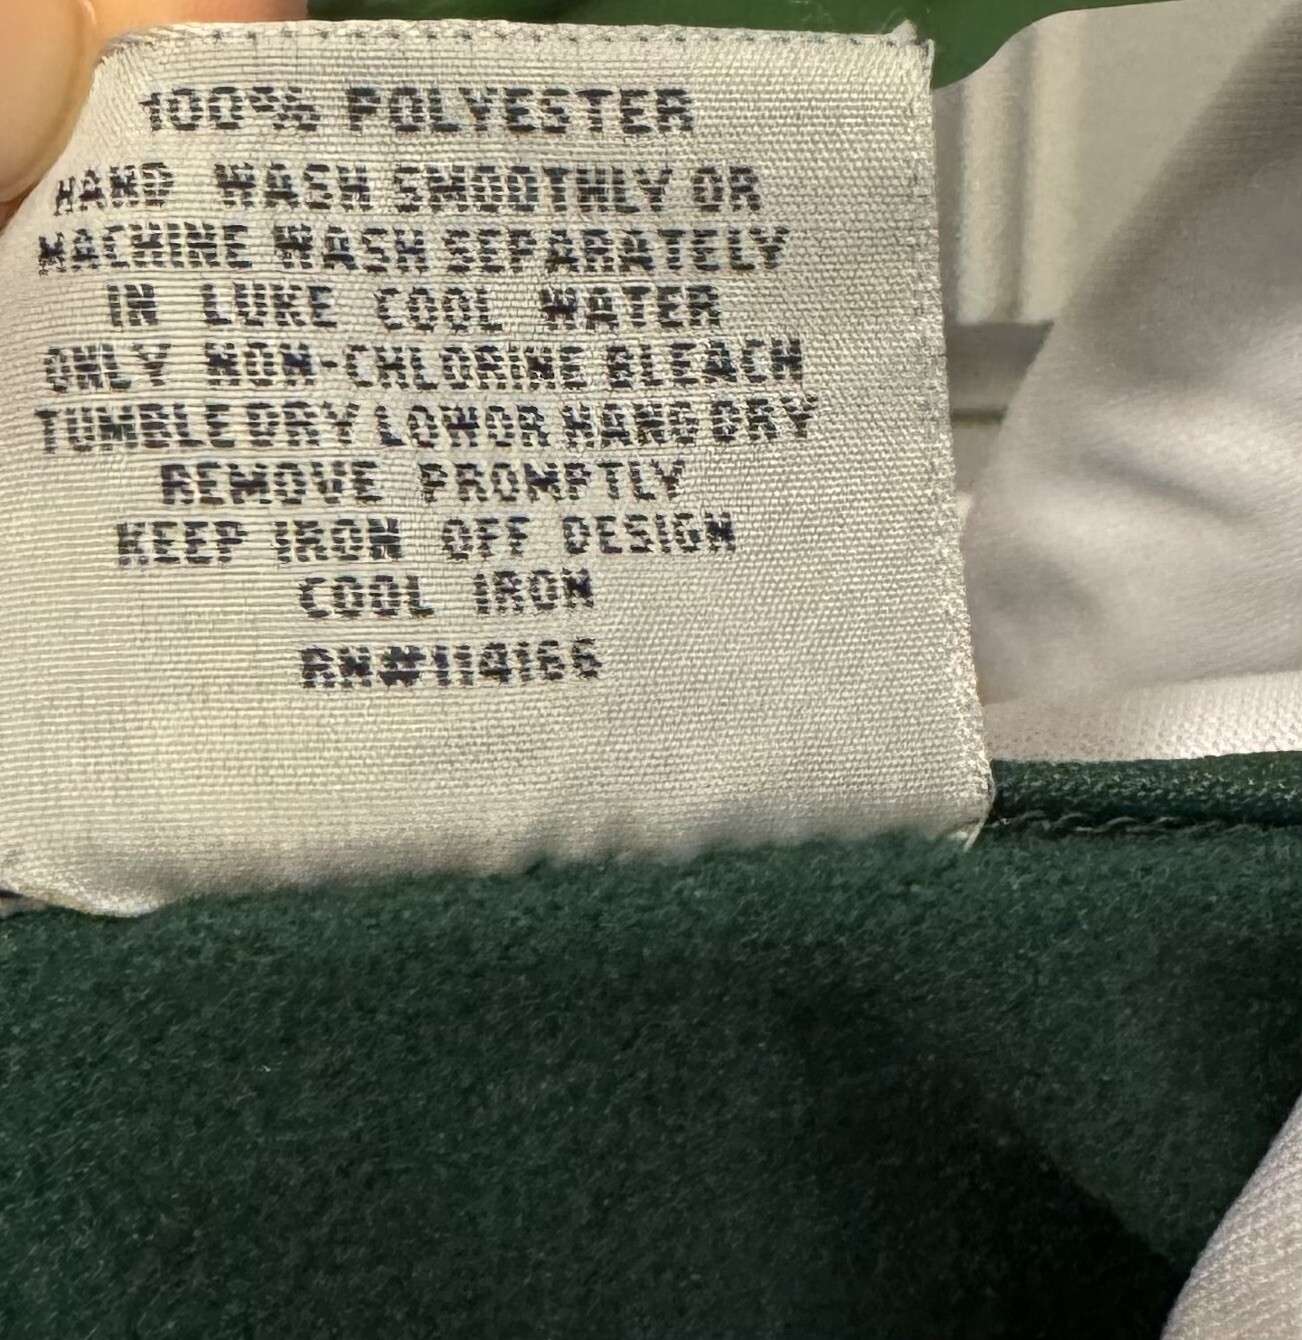 100% POLYESTER
HAND WASH SMOOTHLY OR
MACHINE WASH SEPARATELY
IN LUKE COOL WATER
ONLY NON-CHLORINE BLEACH
TUMBLE DRY LOW OR HANG DRY
REMOVE PROMPTLY
KEEP IRON OFF DESIGN
COOL IRON
RN#114166